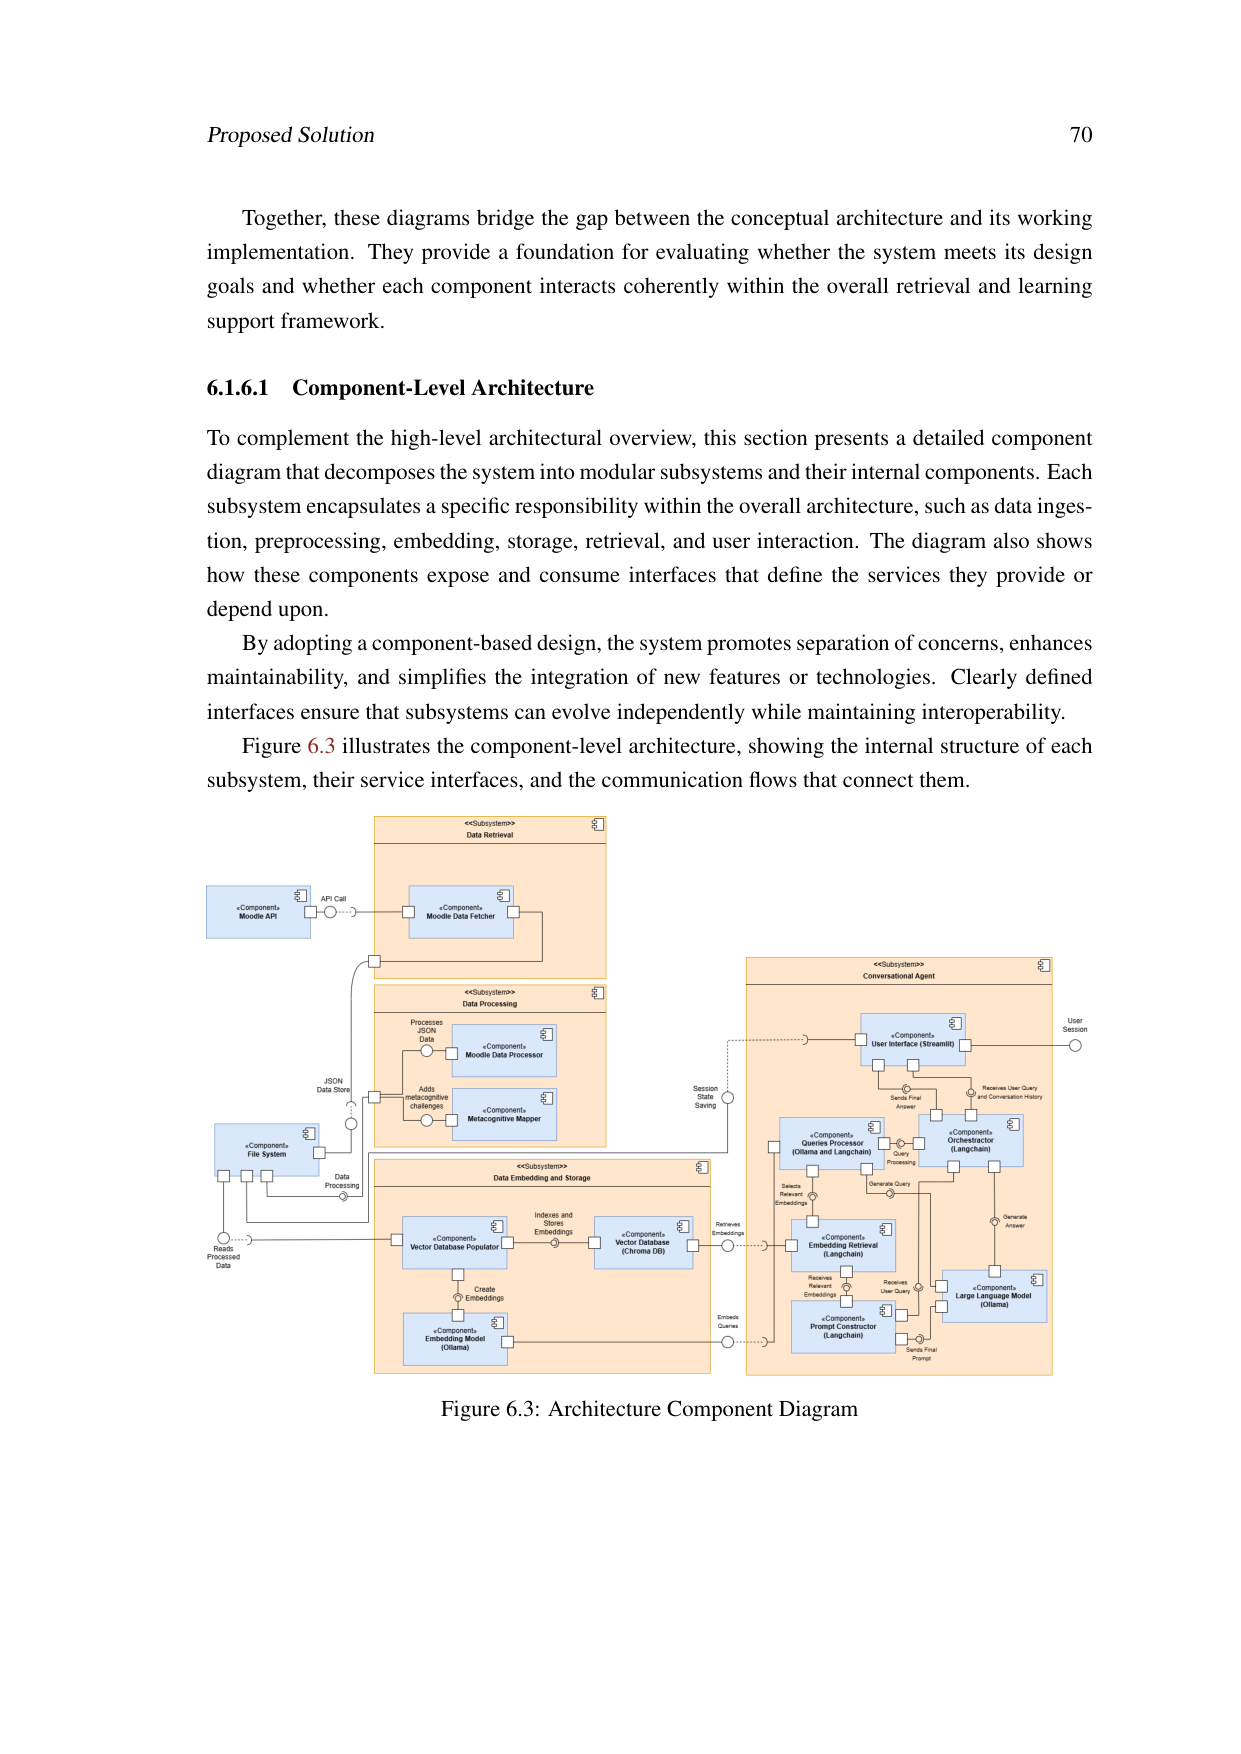 Proposed Solution 70
Together, these diagrams bridge the gap between the conceptual architecture and its working
implementation. They provide a foundation for evaluating whether the system meets its design
goals and whether each component interacts coherently within the overall retrieval and learning
support framework.
6.1.6.1 Component-Level Architecture
To complement the high-level architectural overview, this section presents a detailed component
diagram that decomposes the system into modular subsystems and their internal components. Each
subsystem encapsulates a specific responsibility within the overall architecture, such as data inges-
tion, preprocessing, embedding, storage, retrieval, and user interaction. The diagram also shows
how these components expose and consume interfaces that define the services they provide or
depend upon.
By adopting a component-based design, the system promotes separation of concerns, enhances
maintainability, and simplifies the integration of new features or technologies. Clearly defined
interfaces ensure that subsystems can evolve independently while maintaining interoperability.
Figure 6.3 illustrates the component-level architecture, showing the internal structure of each
subsystem, their service interfaces, and the communication flows that connect them.
<<Subsystem>>
Data Retrieval
«Component»
Moodle API
API Call
«Component»
Moodle Data Fetcher
<<Subsystem>>
Data Processing
Processes
JSON
Data
«Component»
Moodle Data Processor
Adds
metacognitive
challenges
«Component»
Metacognitive Mapper
JSON
Data Store
«Component»
File System
Data
Processing
Reads
Processed
Data
<<Subsystem>>
Data Embedding and Storage
«Component»
Vector Database Populator
Indexes and
Stores
Embeddings
«Component»
Vector Database
(Chroma DB)
Create
Embeddings
«Component»
Embedding Model
(Ollama)
Session
State
Saving
Retrieves
Embeddings
Embeds
Queries
<<Subsystem>>
Conversational Agent
«Component»
User Interface (Streamlit)
User
Session
Sends Final
Answer
Receives User Query
and Conversation History
«Component»
Queries Processor
(Ollama and Langchain)
Query
Processing
«Component»
Orchestractor
(Langchain)
Selects
Relevant
Embeddings
Generate Query
Generate
Answer
«Component»
Embedding Retrieval
(Langchain)
Receives
Relevant
Embeddings
Receives
User Query
«Component»
Large Language Model
(Ollama)
«Component»
Prompt Constructor
(Langchain)
Sends Final
Prompt
Figure 6.3: Architecture Component Diagram